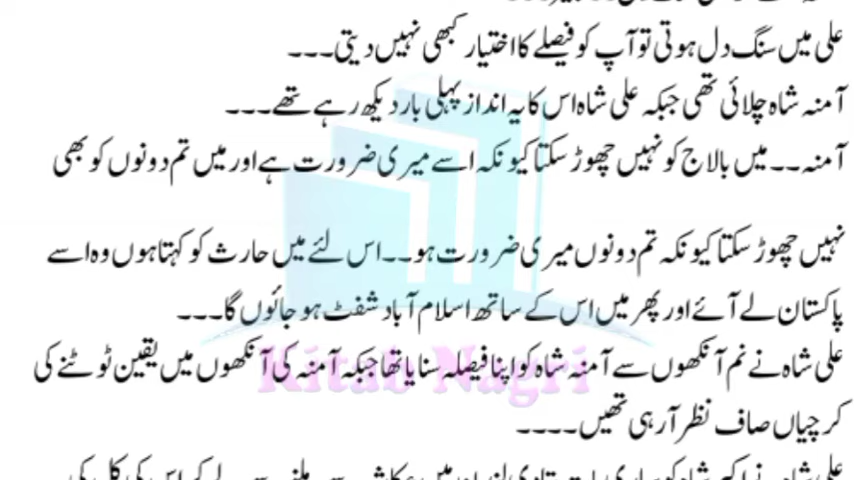 علی میں سنگ دل ہوتی تو آپ کو فیصلے کا اختیار کبھی نہیں دیتی۔۔۔
آمنہ شاہ چلائی تھی جبکہ علی شاہ اس کا یہ انداز پہلی بار دیکھ رہے تھے۔۔۔
آمنہ۔۔ میں بالاج کو نہیں چھوڑ سکتا کیونکہ اسے میری ضرورت ہے اور میں تم دونوں کو بھی
نہیں چھوڑ سکتا کیونکہ تم دونوں میری ضرورت ہو۔۔ اس لئے میں حارث کو کہتا ہوں وہ اسے
پاکستان لے آئے اور پھر میں اس کے ساتھ اسلام آباد شفٹ ہو جائوں گا۔۔۔
علی شاہ نے نم آنکھوں سے آمنہ شاہ کو اپنا فیصلہ سنایا تھا جبکہ آمنہ کی آنکھوں میں یقین ٹوٹنے کی
Kitab Nagri
کرچیاں صاف نظر آ رہی تھیں۔۔۔۔